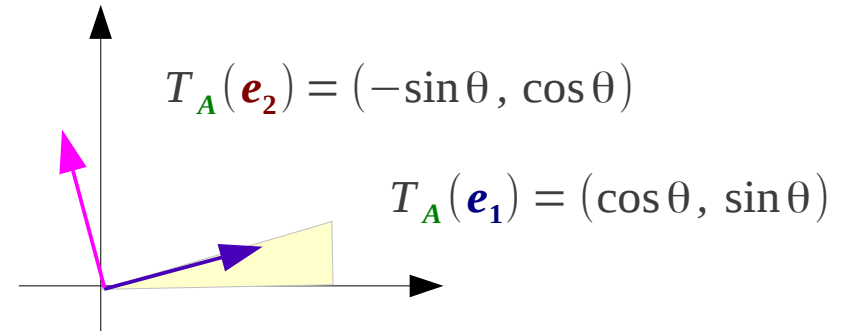 T_A(e_2) = (−sin θ, cos θ)
T_A(e_1) = (cos θ, sin θ)